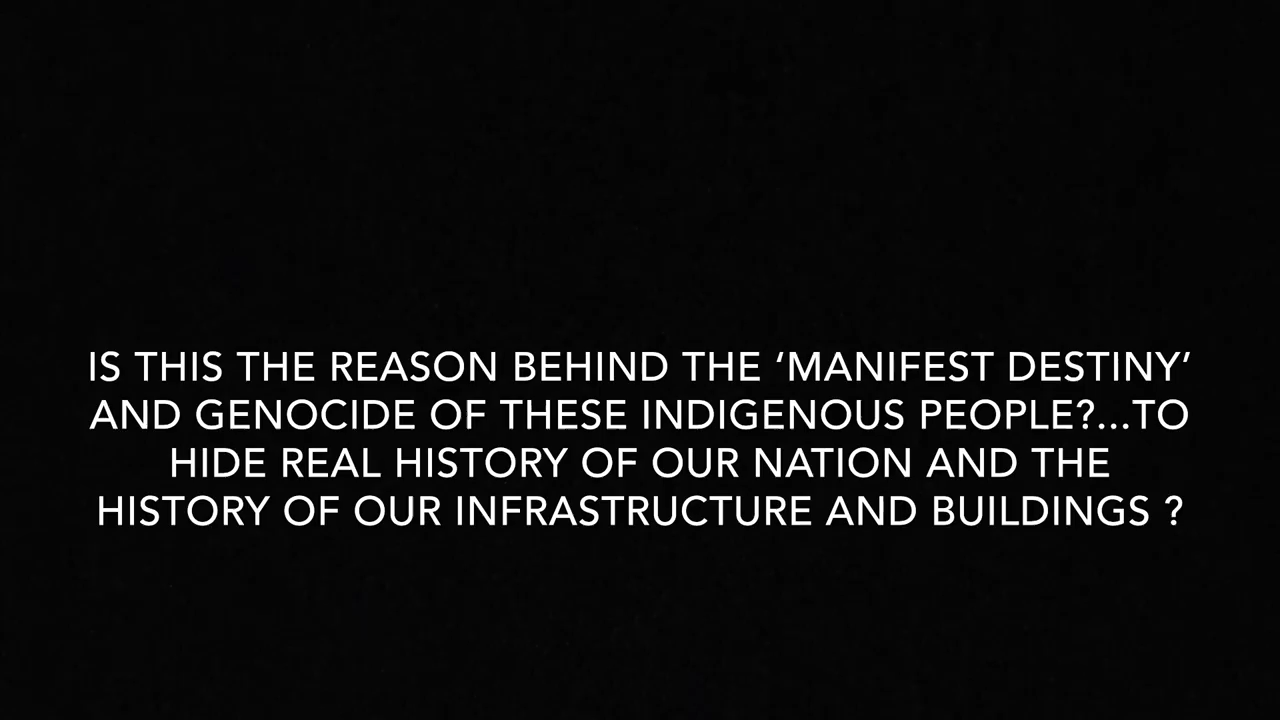 IS THIS THE REASON BEHIND THE ‘MANIFEST DESTINY’
AND GENOCIDE OF THESE INDIGENOUS PEOPLE?...TO
HIDE REAL HISTORY OF OUR NATION AND THE
HISTORY OF OUR INFRASTRUCTURE AND BUILDINGS ?